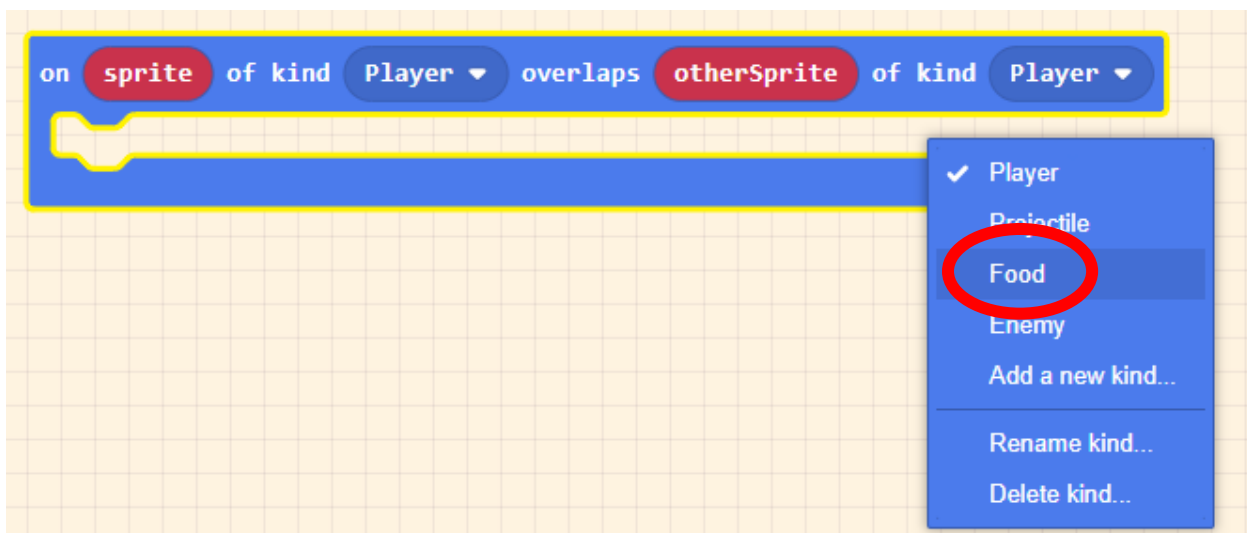 on sprite of kind Player overlaps otherSprite of kind Player
Player
Projectile
Food
Enemy
Add a new kind...
Rename kind...
Delete kind...